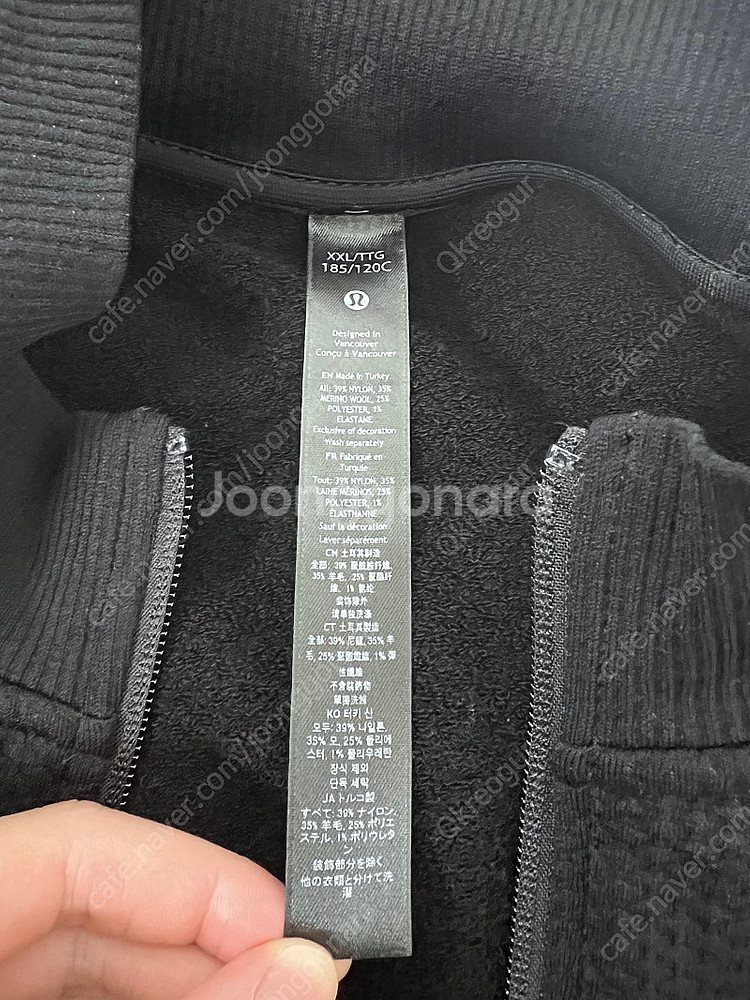 XXL/TTG
185/120C
Designed in
Vancouver
Conçu à Vancouver
EN Made in Turkey
All: 39% NYLON, 35%
MERINO WOOL, 25%
POLYESTER, 1%
ELASTANE
Exclusive of decoration
Wash separately
FR Fabriqué en
Turquie
Tout: 39% NYLON, 35%
LAINE MÉRINOS, 25%
POLYESTER, 1%
ÉLASTHANNE
Sauf la décoration
Laver séparément
CN 土耳其制造
全部: 39% 聚酰胺纤维,
35% 羊毛, 25% 聚酯纤
维, 1% 氨纶
装饰除外
请单独洗涤
CT 土耳其製造
全部: 39% 尼龍, 35% 羊
毛, 25% 聚酯纖維, 1% 彈
性纖維
不含裝飾物
單獨洗滌
KO 터키 산
모두: 39% 나일론,
35% 모, 25% 폴리에
스터, 1% 폴리우레탄
장식 제외
단독 세탁
JA トルコ製
すべて: 39% ナイロン,
35% 羊毛, 25% ポリエ
ステル, 1% ポリウレタ
ン
装飾部分を除く
他の衣類と分けて洗
濯
Joonggonara
cafe.naver.com/joonggonara
Qkreogur